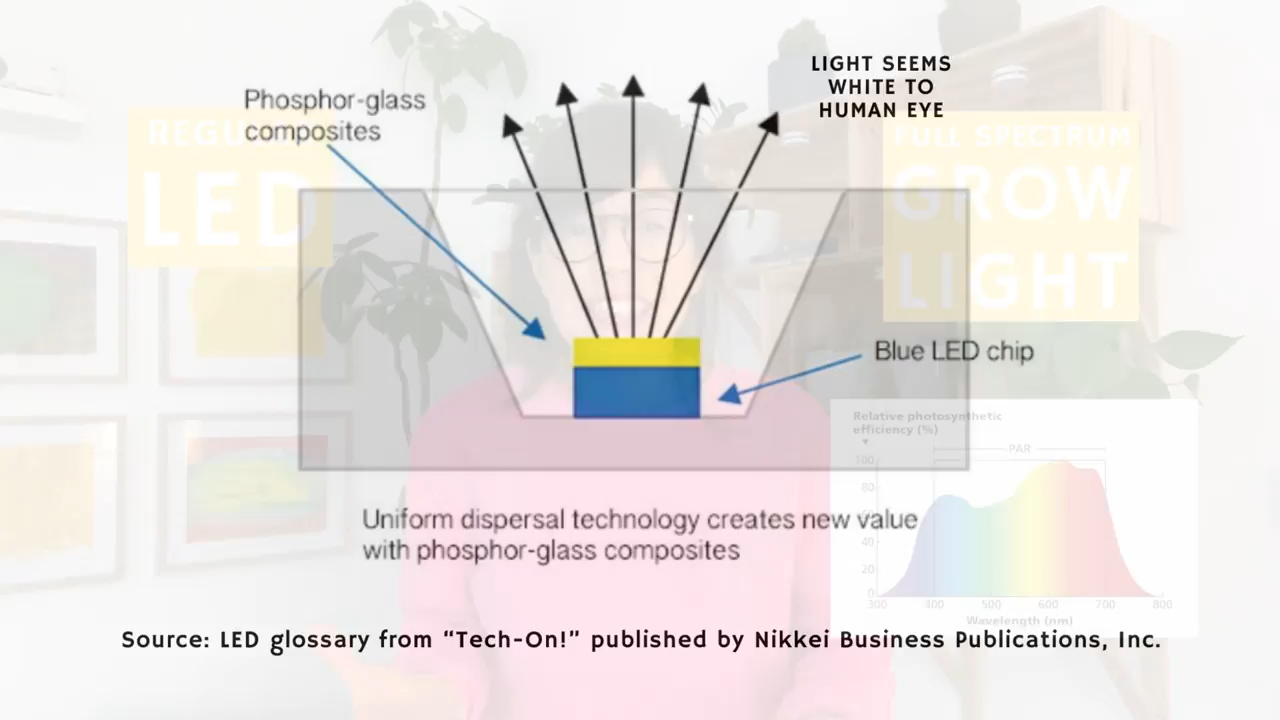 LIGHT SEEMS
WHITE TO
HUMAN EYE
Phosphor-glass
composites
LED
FULL SPECTRUM
GROW
LIGHT
Blue LED chip
Relative photosynthetic
efficiency (%)
PAR
100
80
40
20
0
300 400 500 600 700 800
Wavelength (nm)
Uniform dispersal technology creates new value
with phosphor-glass composites
Source: LED glossary from “Tech-On!” published by Nikkei Business Publications, Inc.